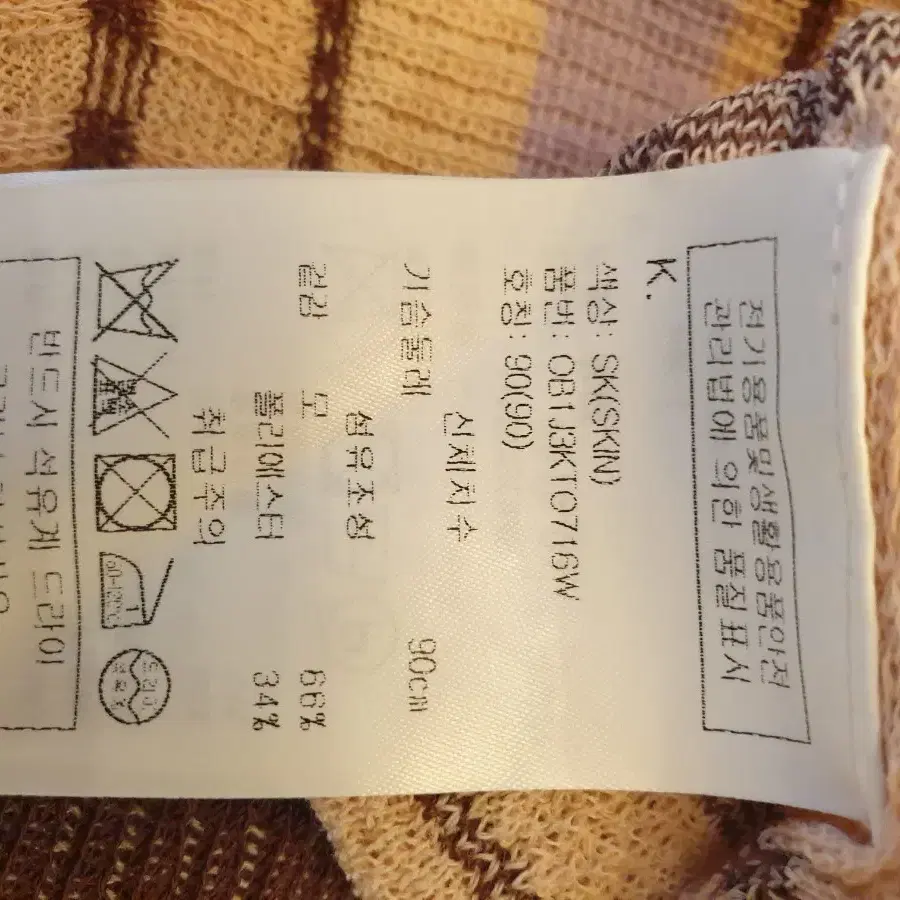 전기용품및생활용품안전
관리법에 의한 품질표시
K.
색상: SK(SKIN)
품번: OB1J3KTO716W
호칭: 90(90)
신체치수
가슴둘레 90cm
섬유조성
겉감 모 66%
폴리에스터 34%
취급주의
반드시 석유계 드라이